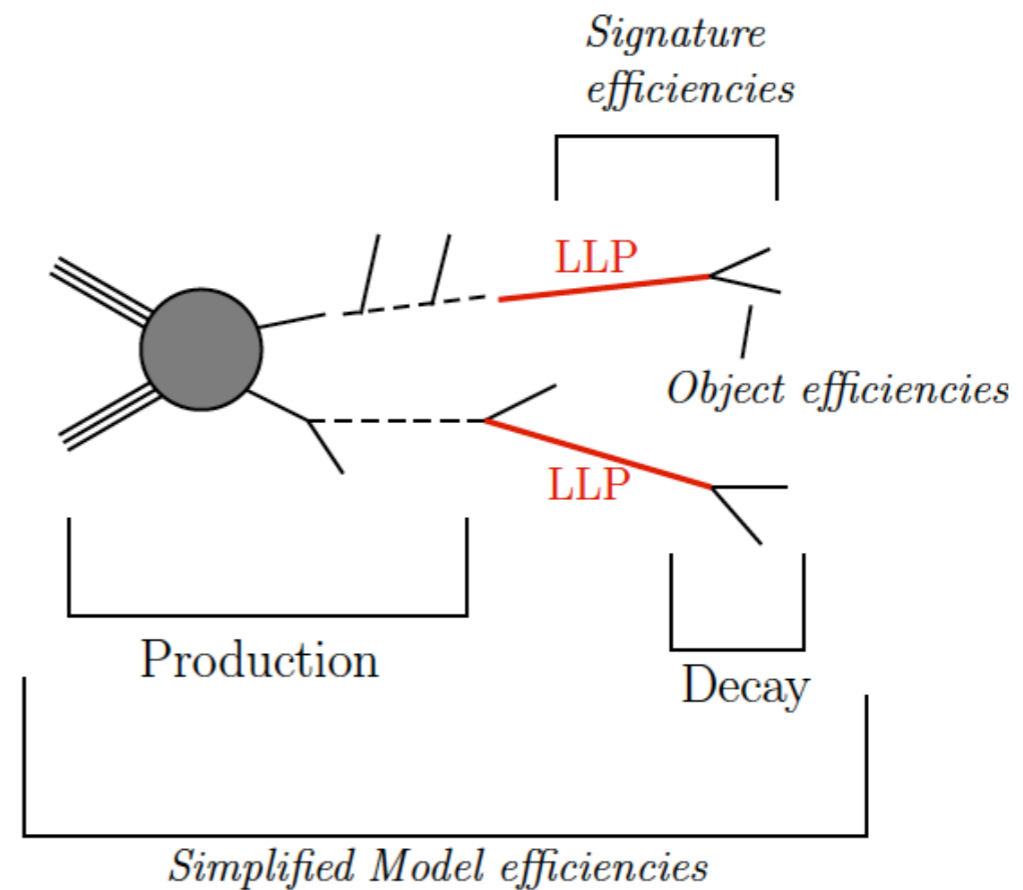 Signature
efficiencies
LLP
Object efficiencies
LLP
Production
Decay
Simplified Model efficiencies